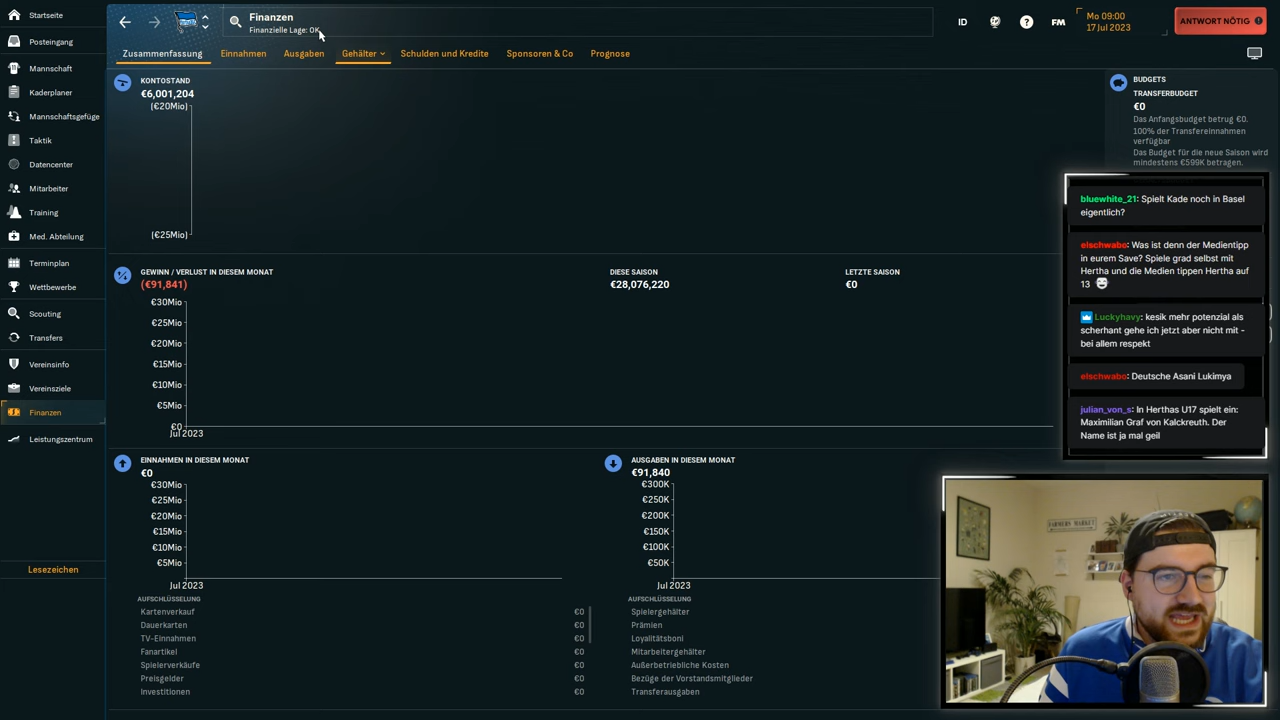 Startseite
Posteingang
Mannschaft
Kaderplaner
Mannschaftsgefüge
Taktik
Datencenter
Mitarbeiter
Training
Med. Abteilung
Terminplan
Wettbewerbe
Scouting
Transfers
Vereinsinfo
Vereinsziele
Finanzen
Leistungszentrum
Lesezeichen
Finanzen
Finanzielle Lage: OK
ID
?
FM
Mo 09:00
17 Jul 2023
ANTWORT NÖTIG
Zusammenfassung
Einnahmen
Ausgaben
Gehälter
Schulden und Kredite
Sponsoren & Co
Prognose
KONTOSTAND
€6,001,204
(€20Mio)
(€25Mio)
BUDGETS
TRANSFERBUDGET
€0
Das Anfangsbudget betrug €0.
100% der Transfereinnahmen
verfügbar
Das Budget für die neue Saison wird
mindestens €599K betragen.
GEWINN / VERLUST IN DIESEM MONAT
(€91,841)
DIESE SAISON
€28,076,220
LETZTE SAISON
€0
€30Mio
€25Mio
€20Mio
€15Mio
€10Mio
€5Mio
€0
Jul 2023
EINNAHMEN IN DIESEM MONAT
€0
€30Mio
€25Mio
€20Mio
€15Mio
€10Mio
€5Mio
Jul 2023
AUFSCHLÜSSELUNG
Kartenverkauf €0
Dauerkarten €0
TV-Einnahmen €0
Fanartikel €0
Spielerverkäufe €0
Preisgelder €0
Investitionen €0
AUSGABEN IN DIESEM MONAT
€91,840
€300K
€250K
€200K
€150K
€100K
€50K
Jul 2023
AUFSCHLÜSSELUNG
Spielergehälter
Prämien
Loyalitätsboni
Mitarbeitergehälter
Außerbetriebliche Kosten
Bezüge der Vorstandsmitglieder
Transferausgaben
bluewhite_21: Spielt Kade noch in Basel
eigentlich?
elschwabo: Was ist denn der Medientipp
in eurem Save? Spiele grad selbst mit
Hertha und die Medien tippen Hertha auf
13
Luckyhavy: kesik mehr potenzial als
scherhant gehe ich jetzt aber nicht mit -
bei allem respekt
elschwabo: Deutsche Asani Lukimya
julian_von_s: In Herthas U17 spielt ein:
Maximilian Graf von Kalckreuth. Der
Name ist ja mal geil
FARMERS MARKET